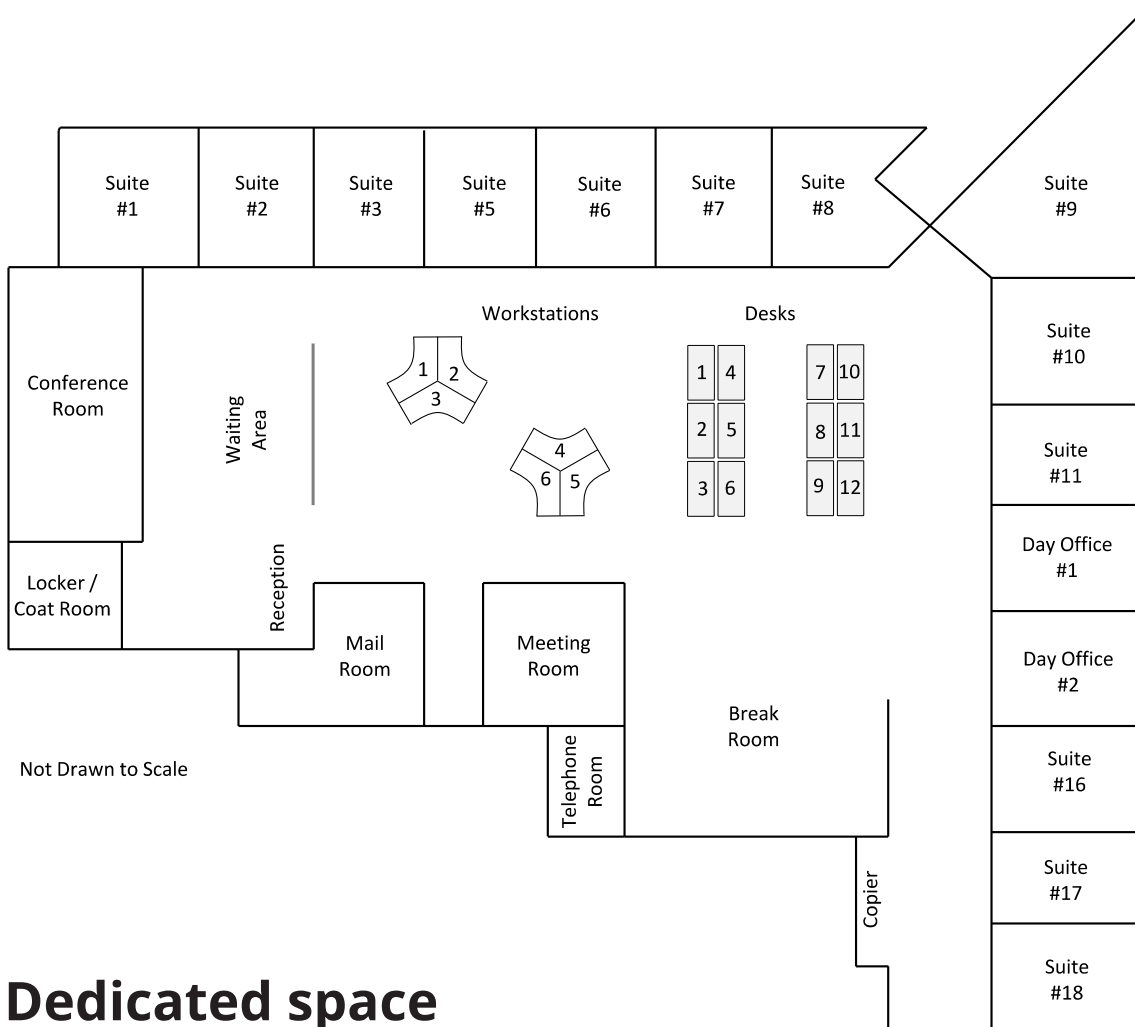 Suite
#1
Suite
#2
Suite
#3
Suite
#5
Suite
#6
Suite
#7
Suite
#8
Suite
#9
Workstations
Desks
1
2
3
4
6
5
1
4
2
5
3
6
7
10
8
11
9
12
Conference
Room
Waiting
Area
Suite
#10
Suite
#11
Day Office
#1
Locker /
Coat Room
Reception
Mail
Room
Meeting
Room
Day Office
#2
Break
Room
Not Drawn to Scale
Telephone
Room
Suite
#16
Copier
Suite
#17
Suite
#18
Dedicated space